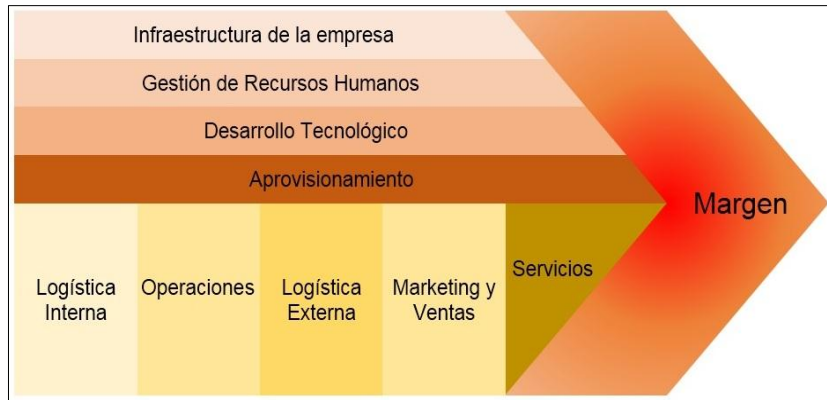 Infraestructura de la empresa
Gestión de Recursos Humanos
Desarrollo Tecnológico
Aprovisionamiento
Logística
Interna
Operaciones
Logística
Externa
Marketing y
Ventas
Servicios
Margen